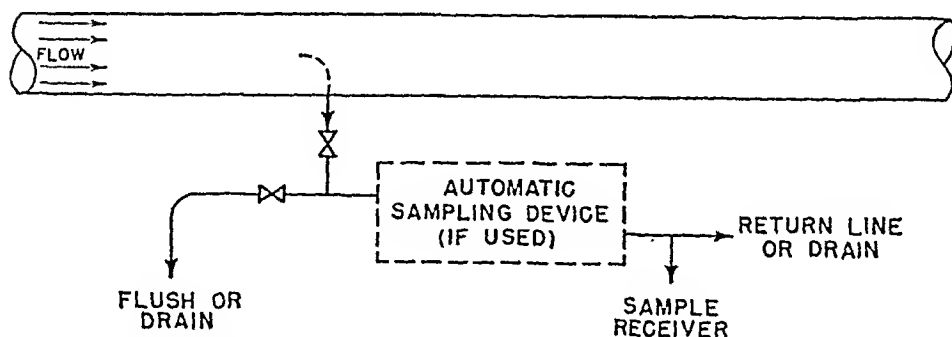 FLOW
AUTOMATIC
SAMPLING DEVICE
(IF USED)
RETURN LINE
OR DRAIN
FLUSH OR
DRAIN
SAMPLE
RECEIVER